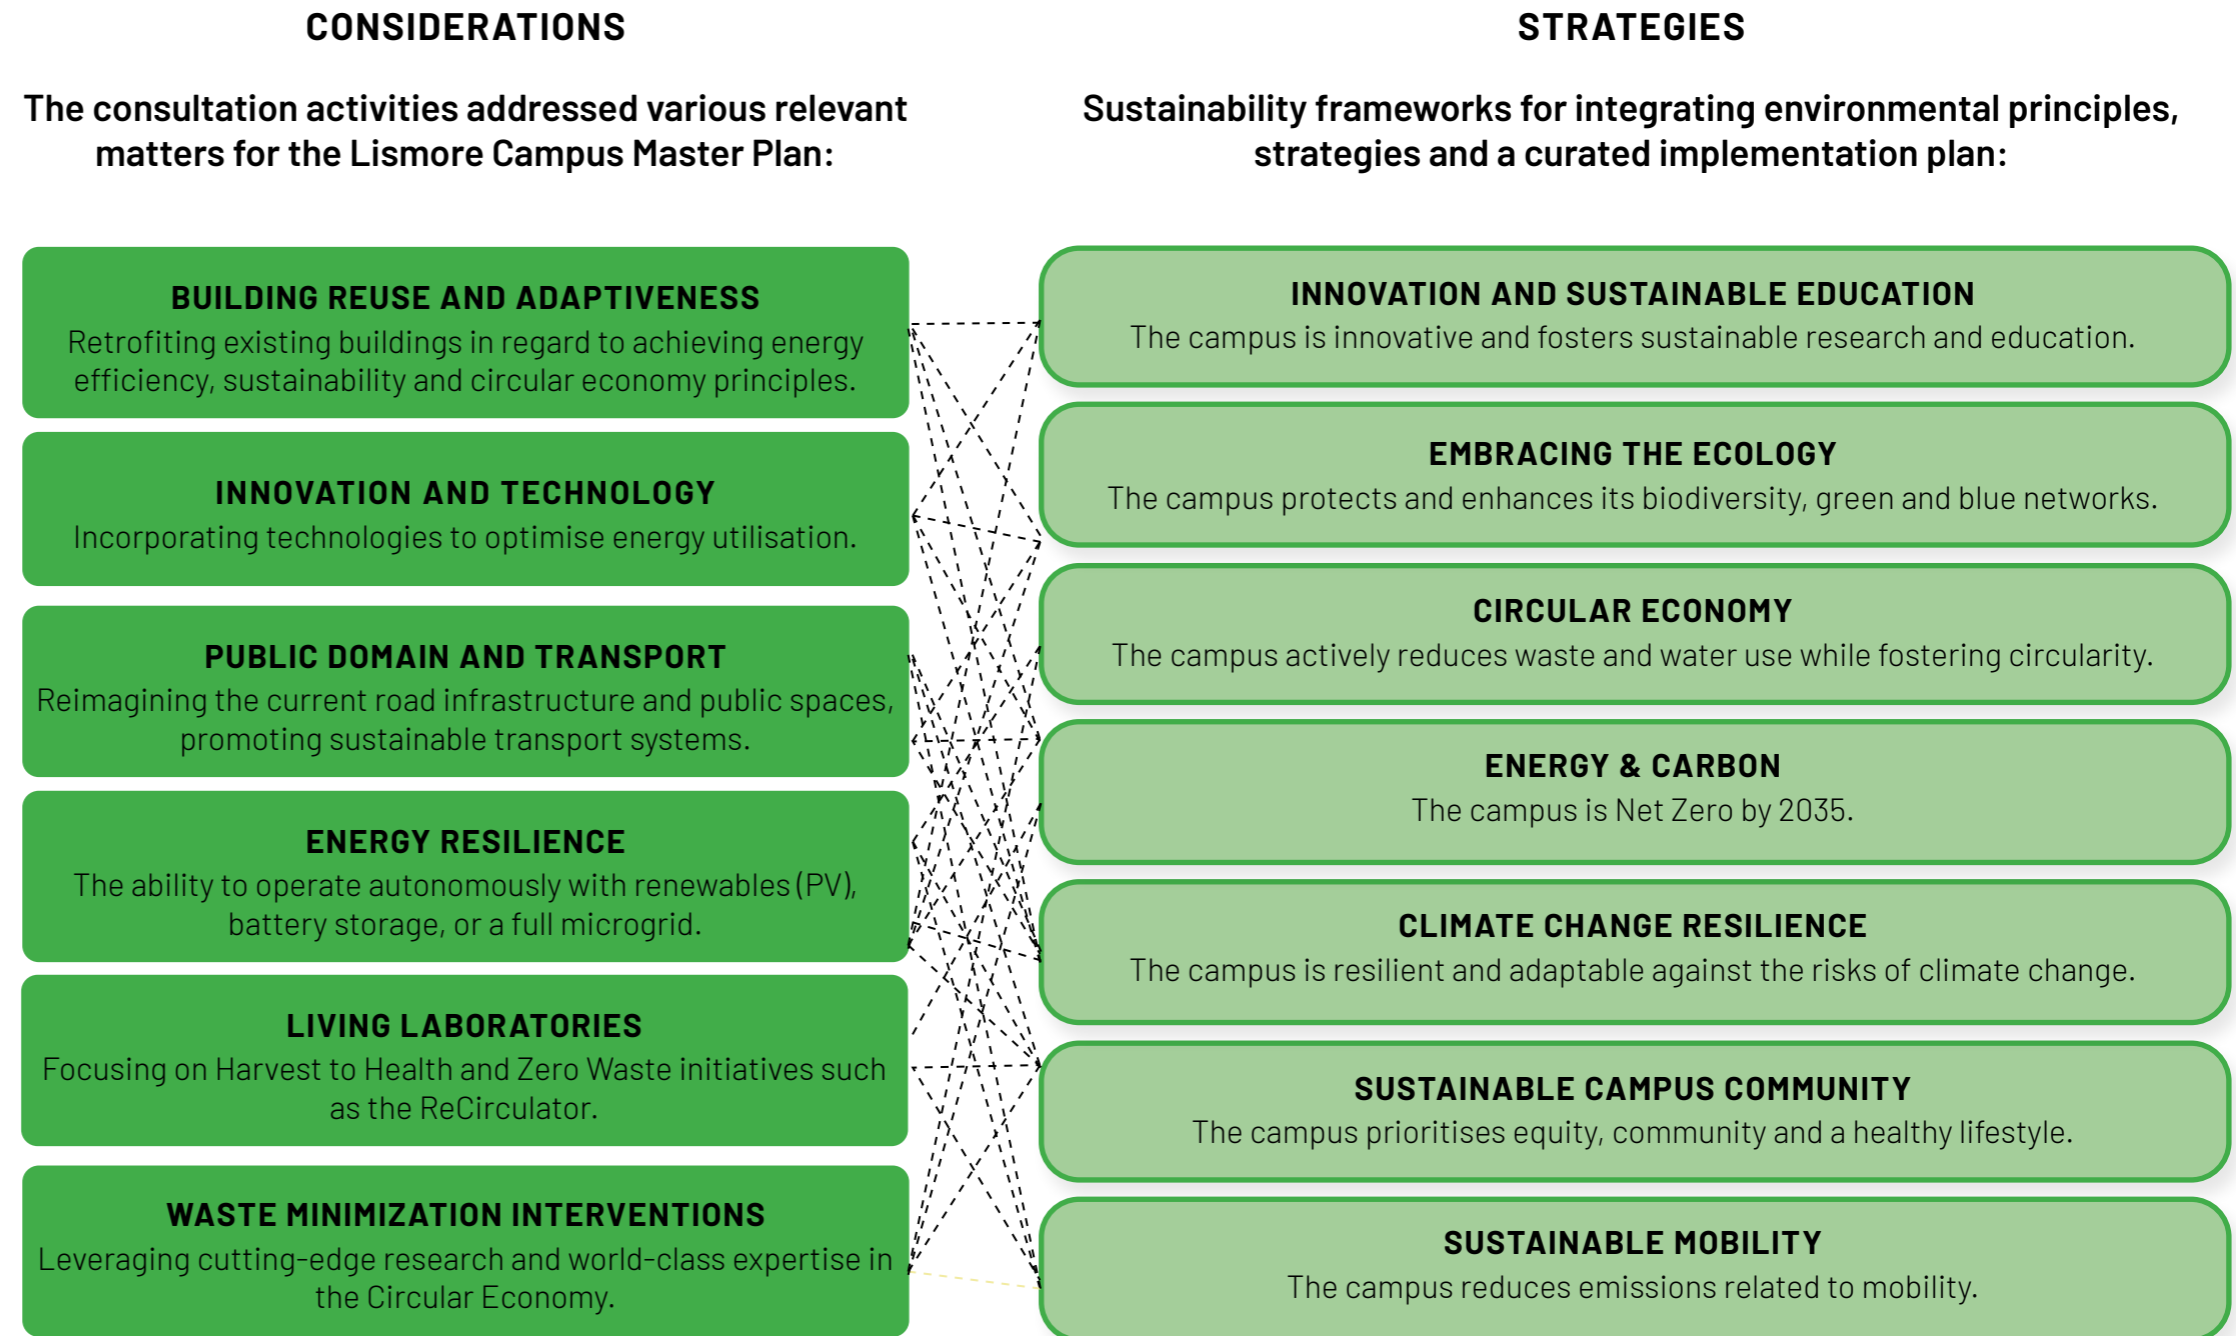 CONSIDERATIONS
The consultation activities addressed various relevant
matters for the Lismore Campus Master Plan:
BUILDING REUSE AND ADAPTIVENESS
Retrofiting existing buildings in regard to achieving energy
efficiency, sustainability and circular economy principles.
INNOVATION AND TECHNOLOGY
Incorporating technologies to optimise energy utilisation.
PUBLIC DOMAIN AND TRANSPORT
Reimagining the current road infrastructure and public spaces,
promoting sustainable transport systems.
ENERGY RESILIENCE
The ability to operate autonomously with renewables (PV),
battery storage, or a full microgrid.
LIVING LABORATORIES
Focusing on Harvest to Health and Zero Waste initiatives such
as the ReCirculator.
WASTE MINIMIZATION INTERVENTIONS
Leveraging cutting-edge research and world-class expertise in
the Circular Economy.
STRATEGIES
Sustainability frameworks for integrating environmental principles,
strategies and a curated implementation plan:
INNOVATION AND SUSTAINABLE EDUCATION
The campus is innovative and fosters sustainable research and education.
EMBRACING THE ECOLOGY
The campus protects and enhances its biodiversity, green and blue networks.
CIRCULAR ECONOMY
The campus actively reduces waste and water use while fostering circularity.
ENERGY & CARBON
The campus is Net Zero by 2035.
CLIMATE CHANGE RESILIENCE
The campus is resilient and adaptable against the risks of climate change.
SUSTAINABLE CAMPUS COMMUNITY
The campus prioritises equity, community and a healthy lifestyle.
SUSTAINABLE MOBILITY
The campus reduces emissions related to mobility.